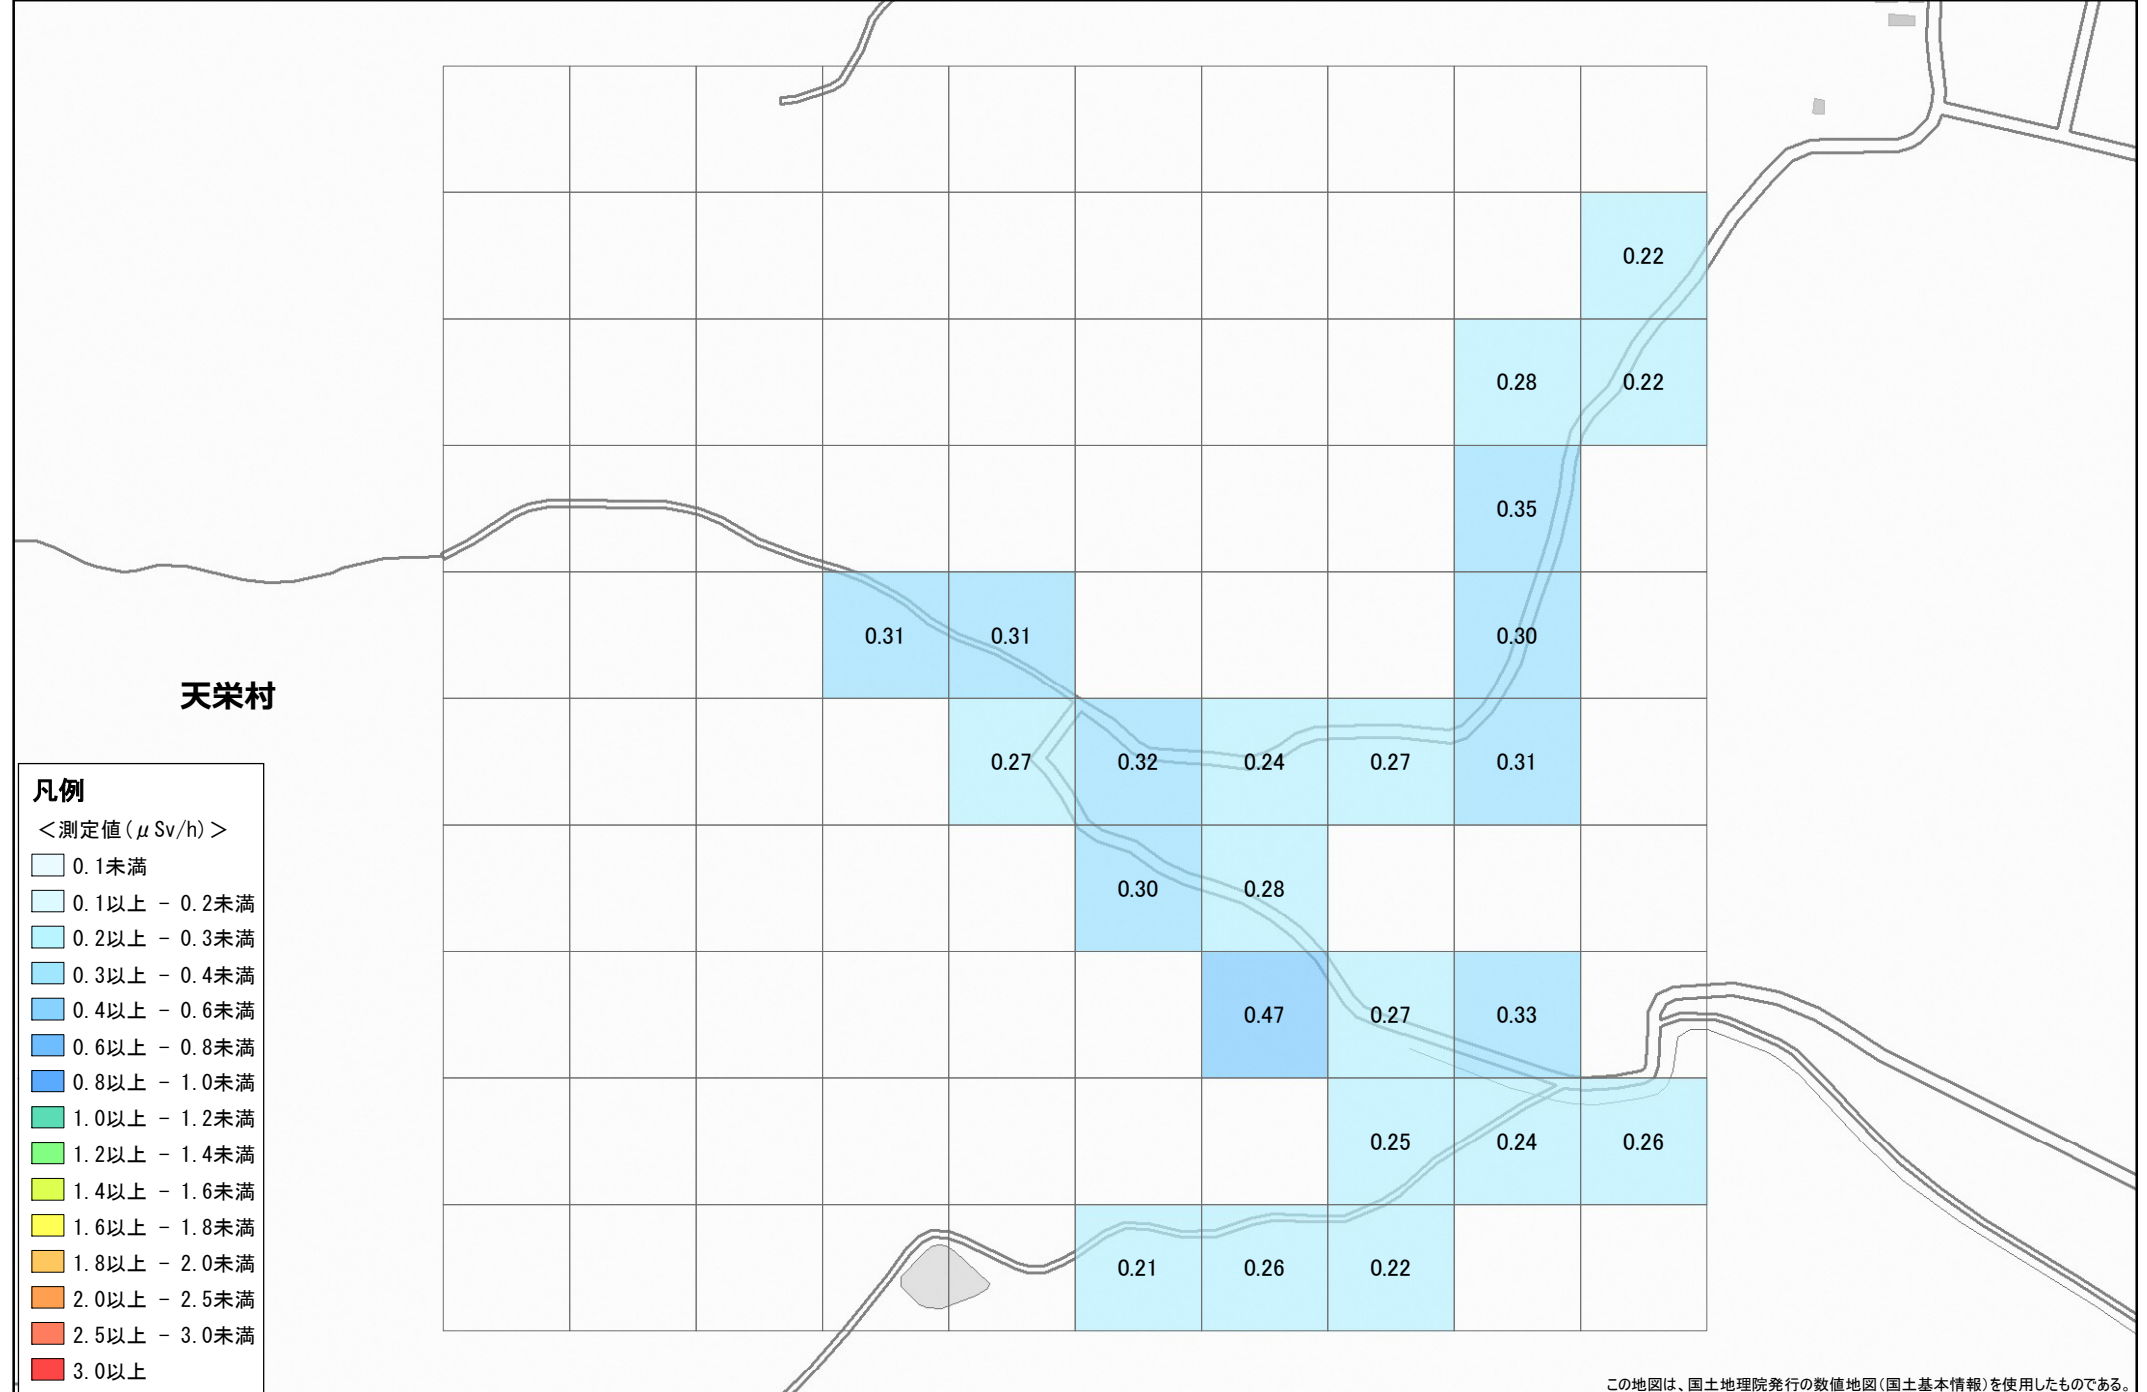 0.22
0.28 0.22
0.35
0.31 0.31 0.30
天栄村
0.27 0.32 0.24 0.27 0.31
0.30 0.28
0.47 0.27 0.33
0.25 0.24 0.26
0.21 0.26 0.22
凡例
＜測定値(μSv/h)＞
0.1未満
0.1以上 - 0.2未満
0.2以上 - 0.3未満
0.3以上 - 0.4未満
0.4以上 - 0.6未満
0.6以上 - 0.8未満
0.8以上 - 1.0未満
1.0以上 - 1.2未満
1.2以上 - 1.4未満
1.4以上 - 1.6未満
1.6以上 - 1.8未満
1.8以上 - 2.0未満
2.0以上 - 2.5未満
2.5以上 - 3.0未満
3.0以上
この地図は、国土地理院発行の数値地図(国土基本情報)を使用したものである。